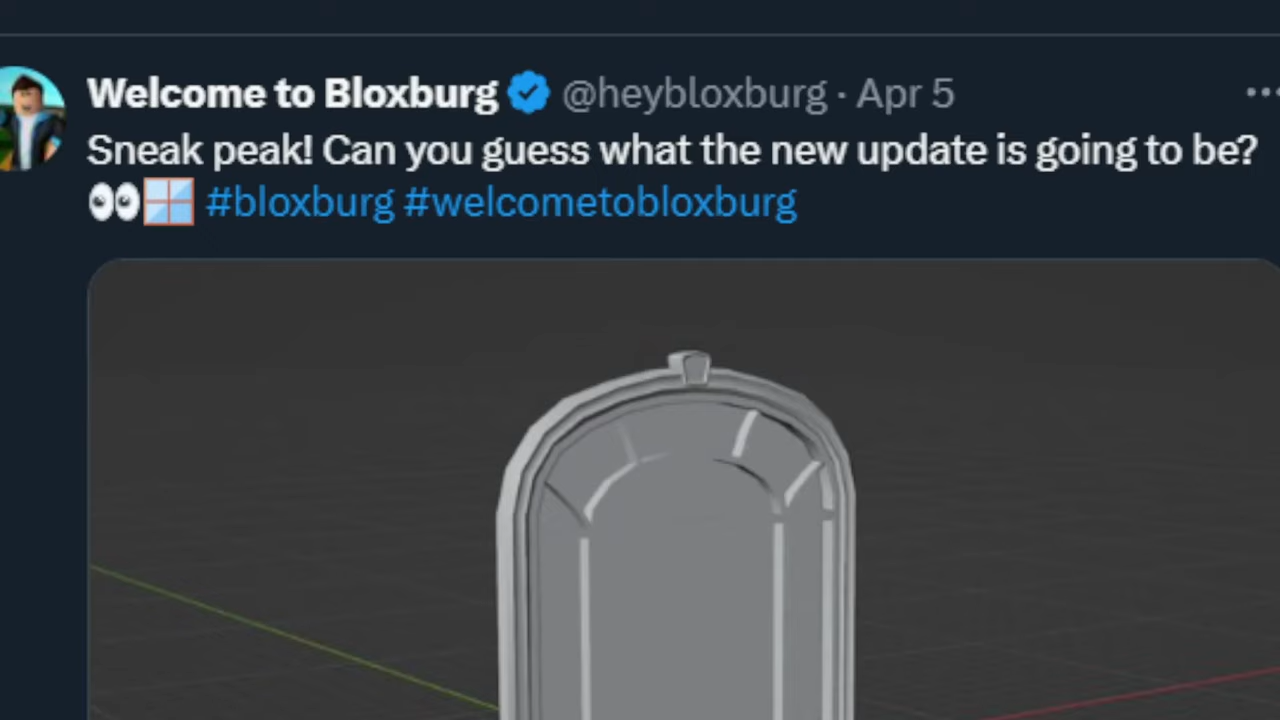 Welcome to Bloxburg @heybloxburg · Apr 5
Sneak peak! Can you guess what the new update is going to be?
👀🪟 #bloxburg #welcometobloxburg